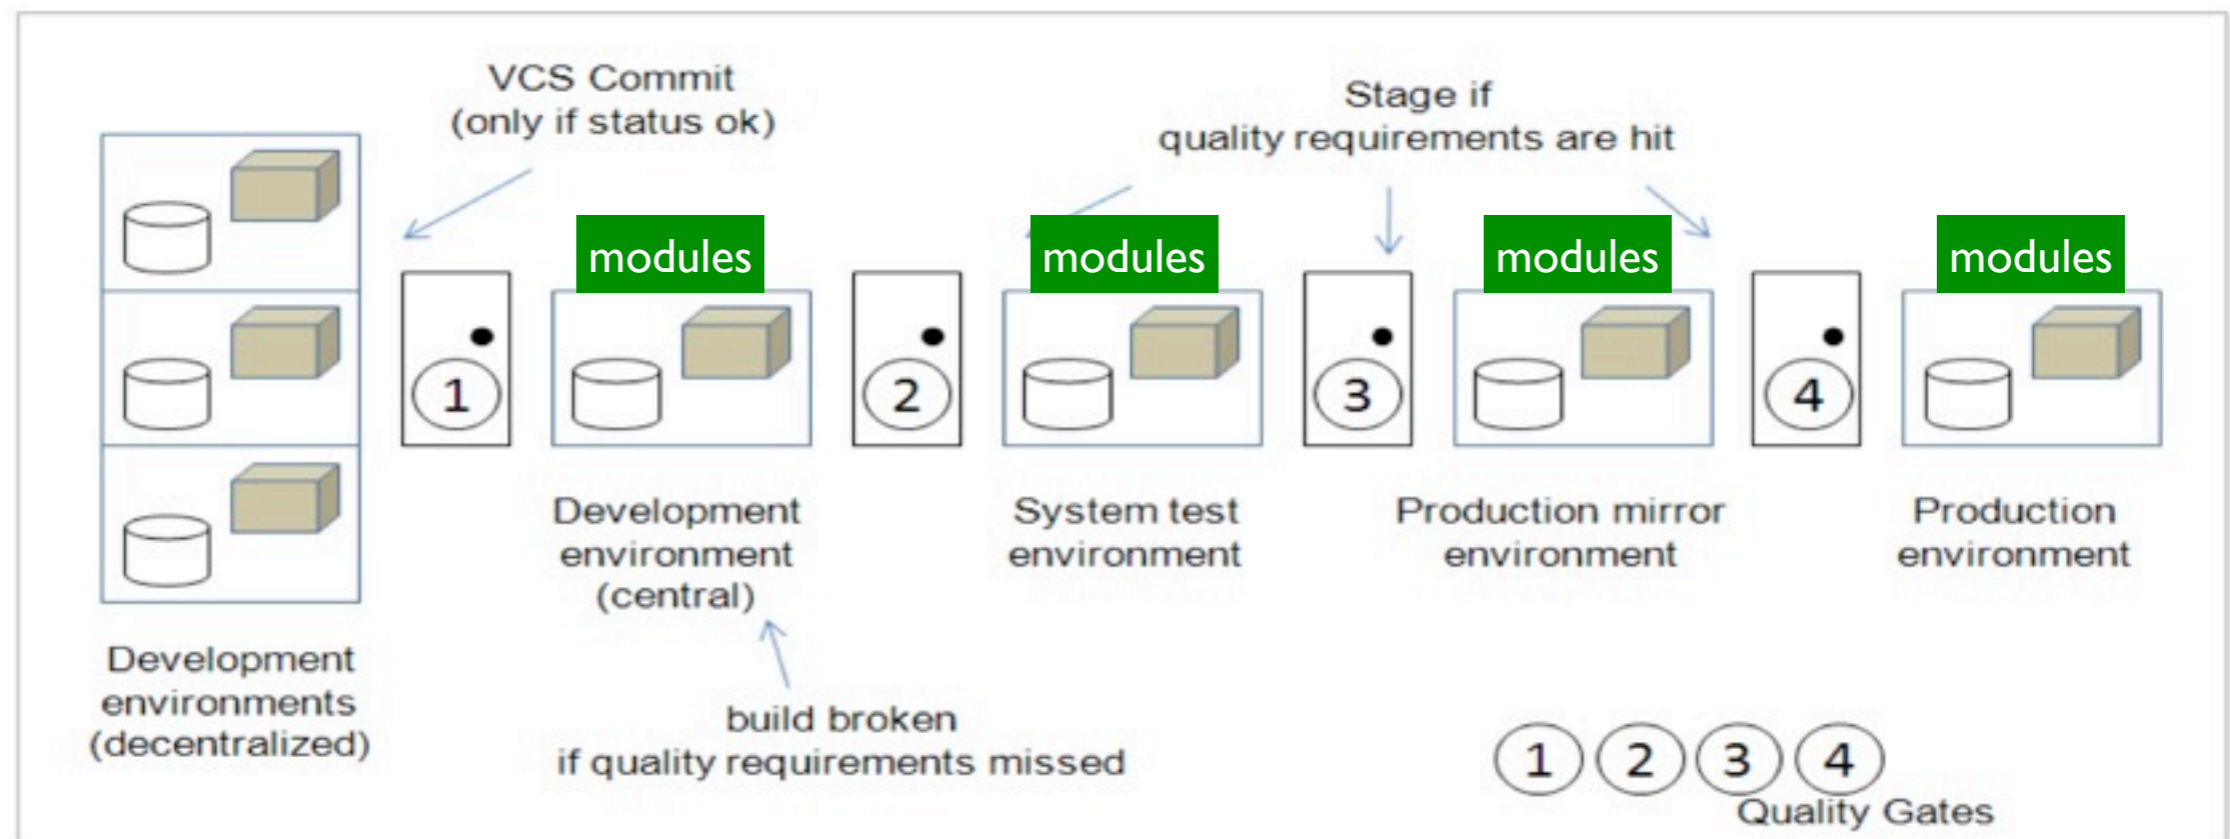 VCS Commit
(only if status ok)
Stage if
quality requirements are hit
modules
modules
modules
modules
1
2
3
4
Development
environment
(central)
System test
environment
Production mirror
environment
Production
environment
Development
environments
(decentralized)
build broken
if quality requirements missed
1 2 3 4
Quality Gates